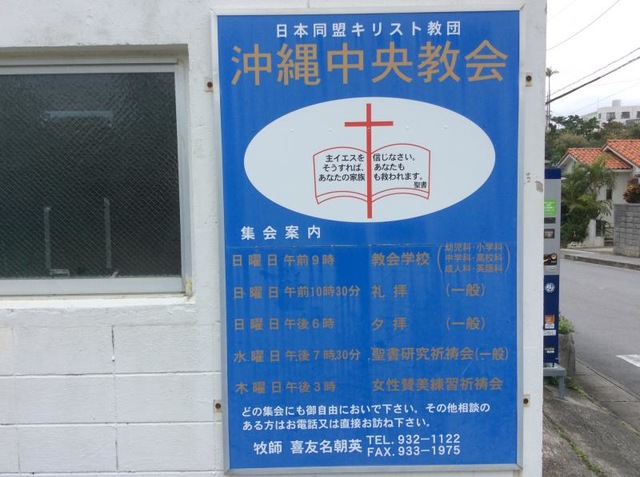 日本同盟キリスト教団
沖縄中央教会
主イエスを 信じなさい。
そうすれば、あなたも
あなたの家族も救われます。
聖書
集会案内
日曜日 午前9時 教会学校 (幼児科・小学科
中学科・高校科
成人科・英語科)
日曜日 午前10時30分 礼拝 (一般)
日曜日 午後6時 夕拝 (一般)
水曜日 午後7時30分 聖書研究祈祷会(一般)
木曜日 午後3時 女性賛美練習祈祷会
どの集会にも御自由においで下さい。その他相談の
ある方はお電話又は直接お訪ね下さい。
牧師 喜友名朝英 TEL. 932−1122
FAX. 933−1975